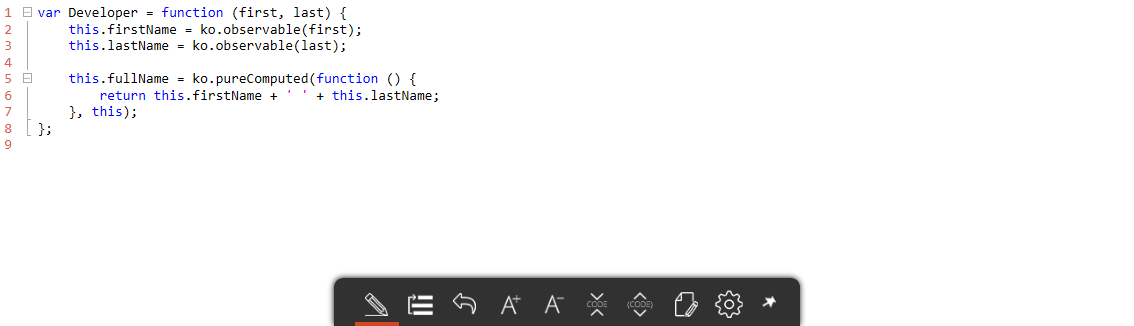 1 var Developer = function (first, last) {
2     this.firstName = ko.observable(first);
3     this.lastName = ko.observable(last);
4
5     this.fullName = ko.pureComputed(function () {
6         return this.firstName + ' ' + this.lastName;
7     }, this);
8 };
9
A+ A- CODE (CODE)